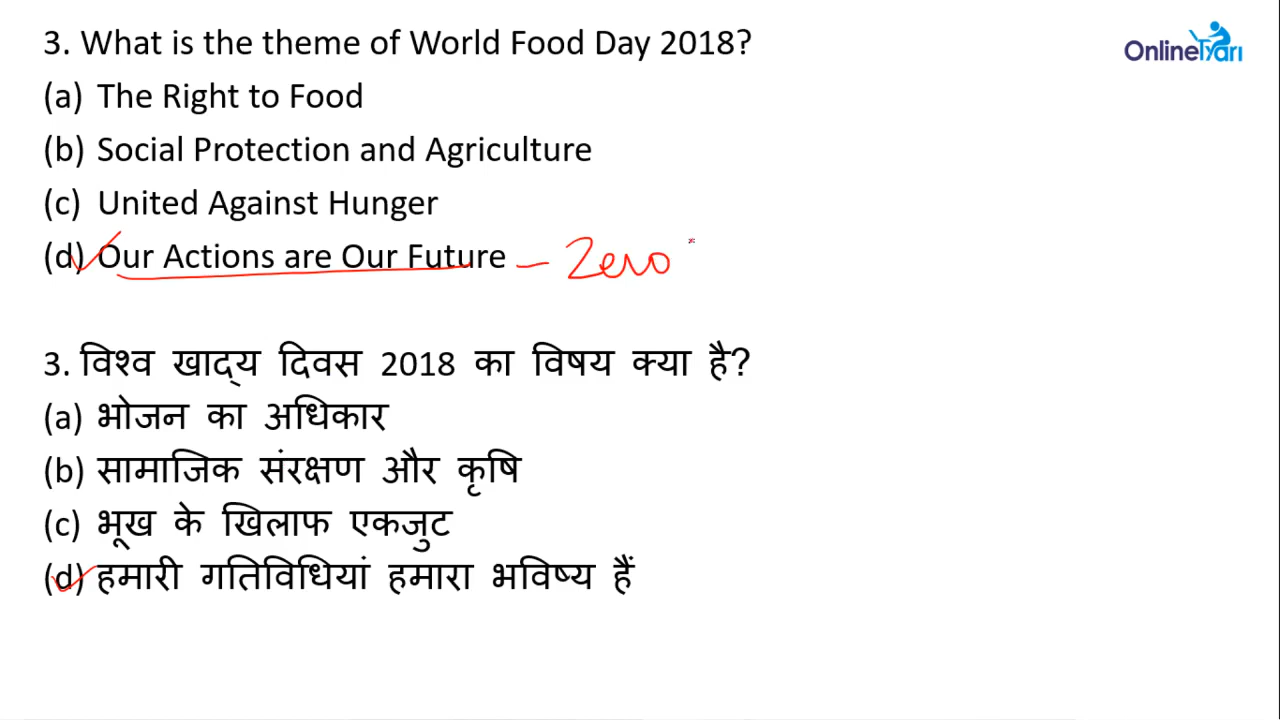 3. What is the theme of World Food Day 2018?
OnlineTyari
(a) The Right to Food
(b) Social Protection and Agriculture
(c) United Against Hunger
(d) Our Actions are Our Future – Zero
3. विश्व खाद्य दिवस 2018 का विषय क्या है?
(a) भोजन का अधिकार
(b) सामाजिक संरक्षण और कृषि
(c) भूख के खिलाफ एकजुट
(d) हमारी गतिविधियां हमारा भविष्य हैं